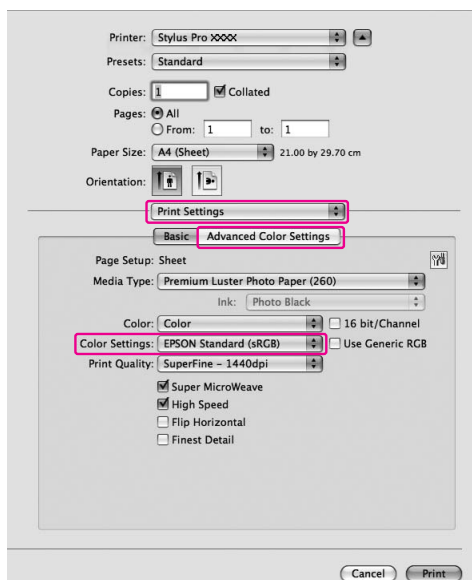 Printer: Stylus Pro XXXX
Presets: Standard
Copies: 1 Collated
Pages: All
From: 1 to: 1
Paper Size: A4 (Sheet) 21.00 by 29.70 cm
Orientation:
Print Settings
Basic Advanced Color Settings
Page Setup: Sheet
Media Type: Premium Luster Photo Paper (260)
Ink: Photo Black
Color: Color 16 bit/Channel
Color Settings: EPSON Standard (sRGB) Use Generic RGB
Print Quality: SuperFine – 1440dpi
Super MicroWeave
High Speed
Flip Horizontal
Finest Detail
Cancel Print